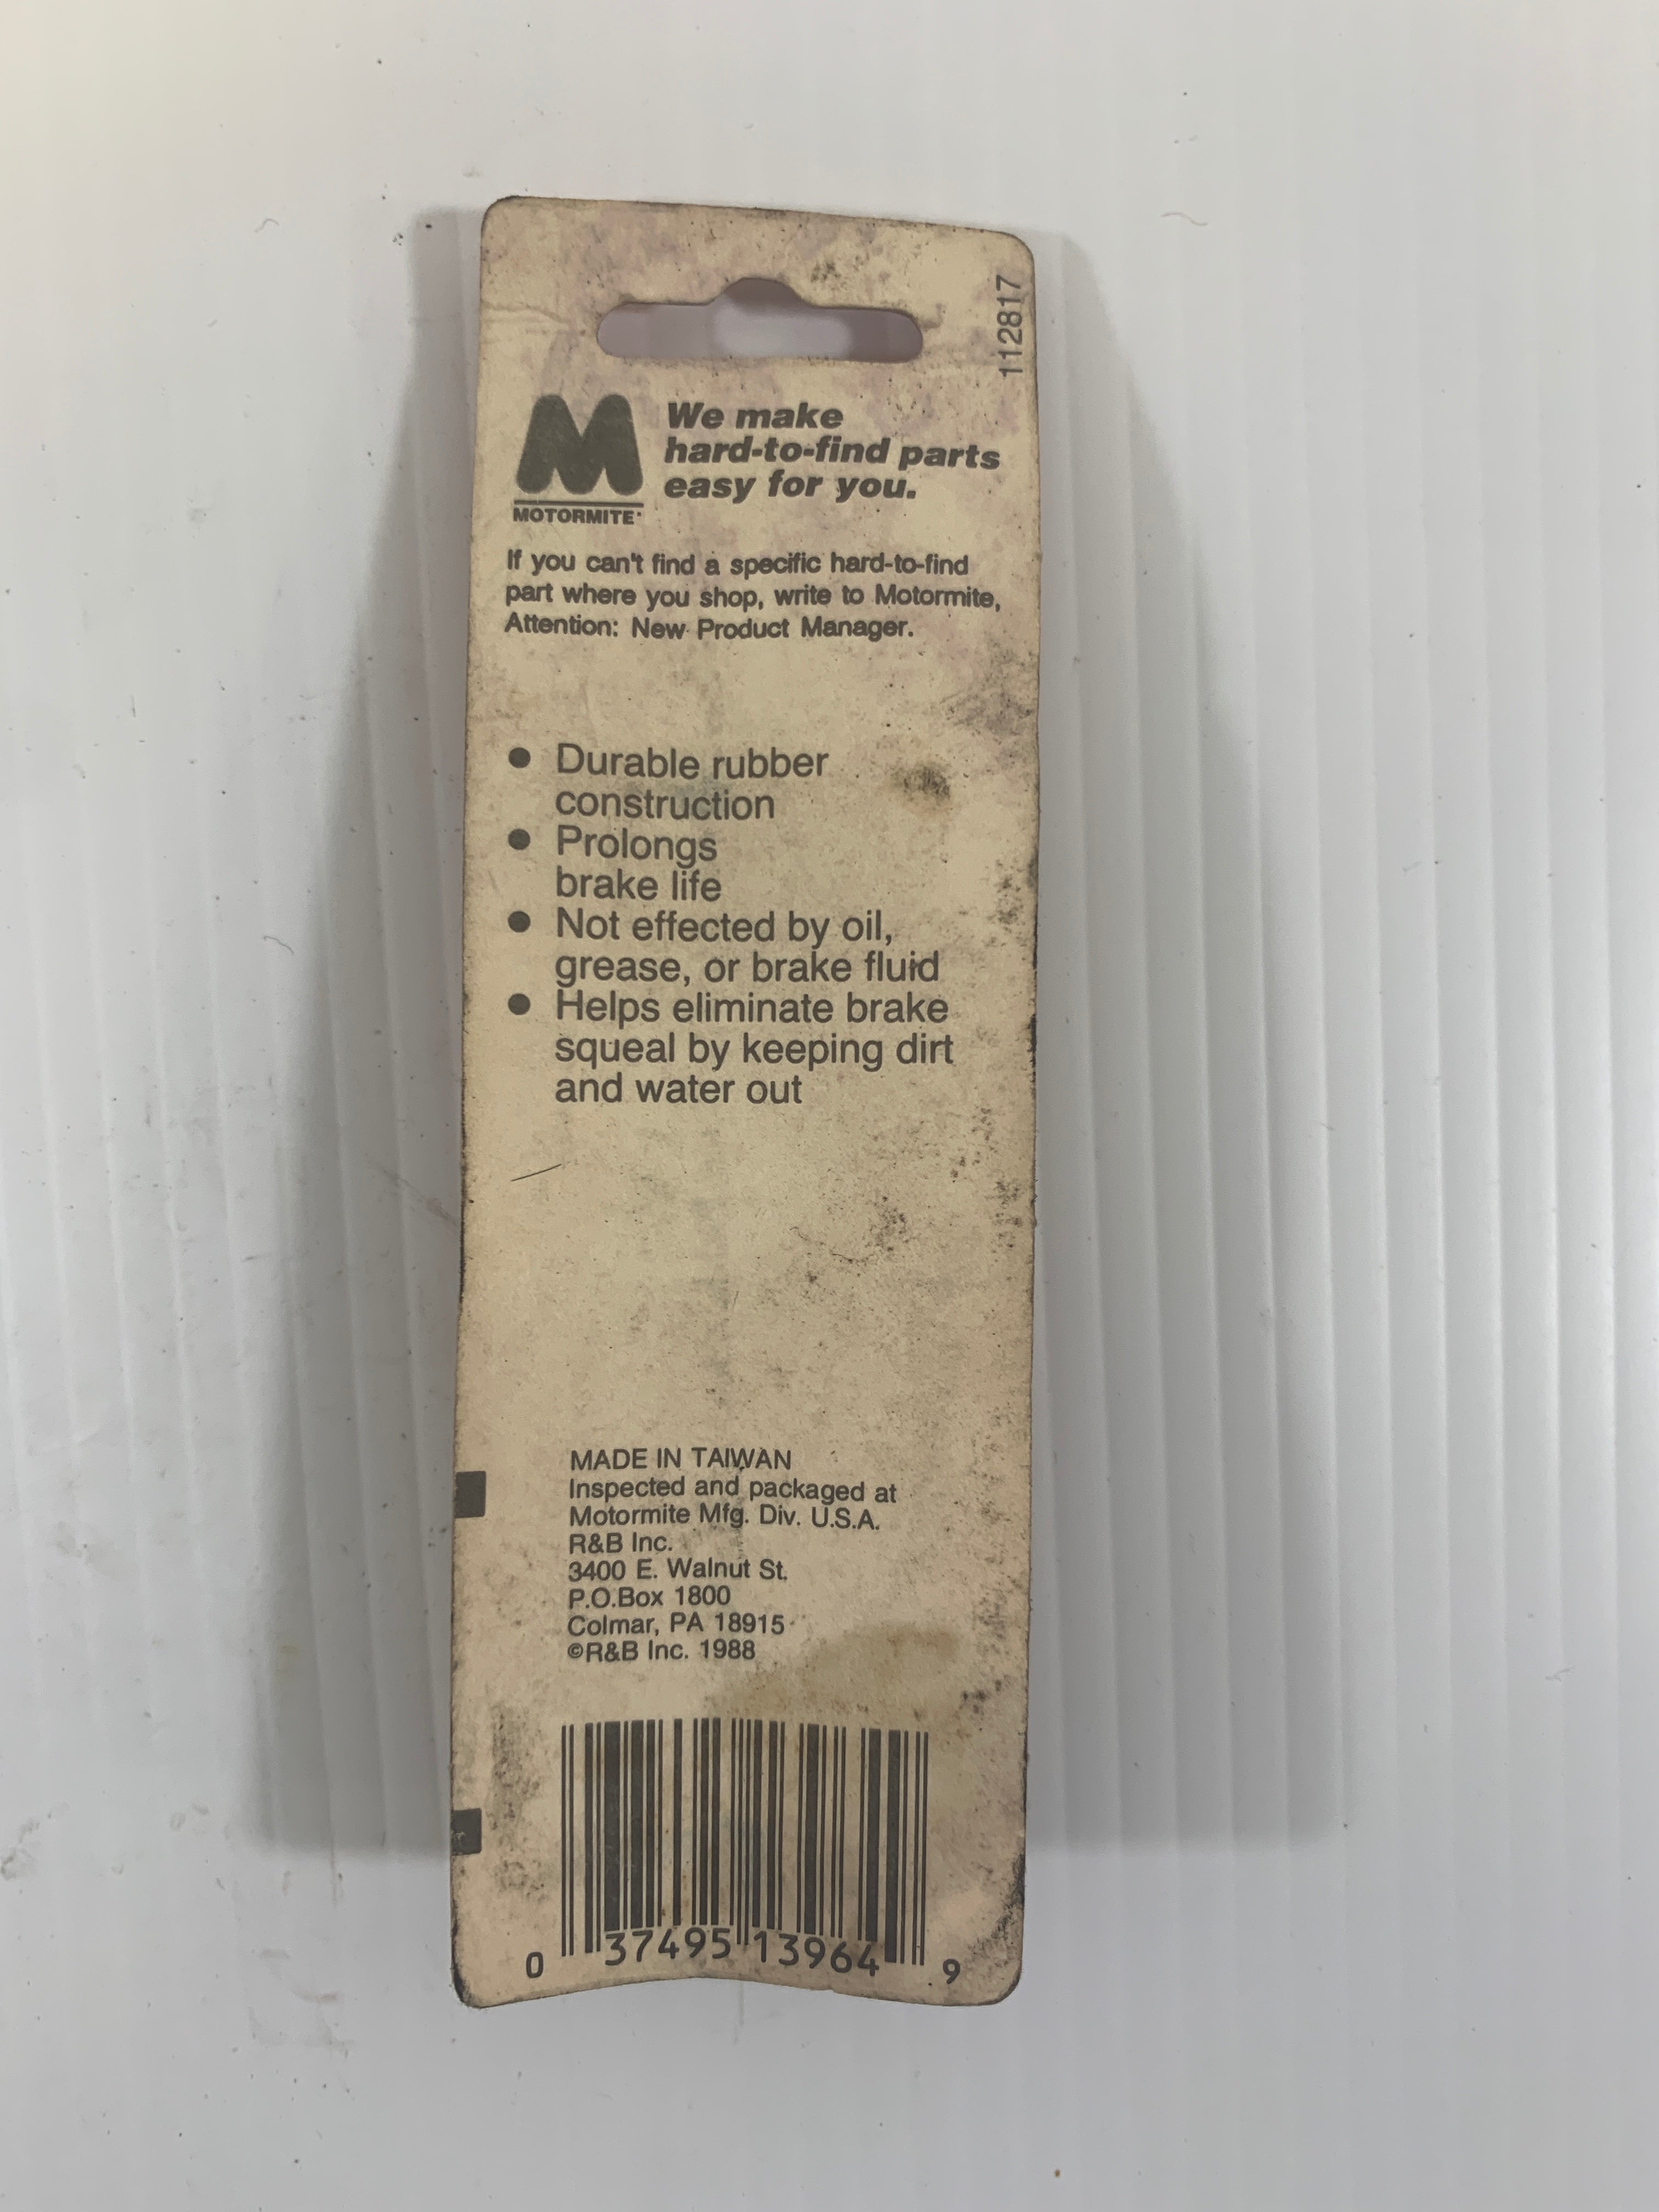 112817
We make
hard-to-find parts
easy for you.
MOTORMITE
If you can't find a specific hard-to-find
part where you shop, write to Motormite,
Attention: New Product Manager.
● Durable rubber
construction
● Prolongs
brake life
● Not effected by oil,
grease, or brake fluid
● Helps eliminate brake
squeal by keeping dirt
and water out
MADE IN TAIWAN
Inspected and packaged at
Motormite Mfg. Div. U.S.A.
R&B Inc.
3400 E. Walnut St.
P.O.Box 1800
Colmar, PA 18915
©R&B Inc. 1988
0 37495 13964 9